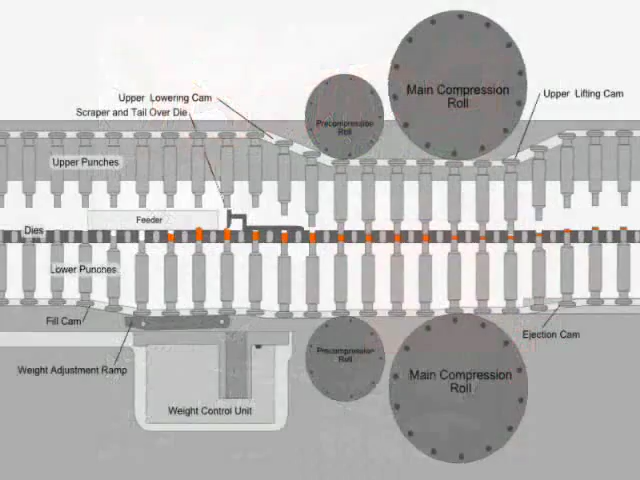 Main Compression
Roll
Upper Lowering Cam
Upper Lifting Cam
Scraper and Tail Over Die
Precompression
Roll
Upper Punches
Feeder
Dies
Lower Punches
Fill Cam
Ejection Cam
Precompression
Roll
Weight Adjustment Ramp
Main Compression
Roll
Weight Control Unit